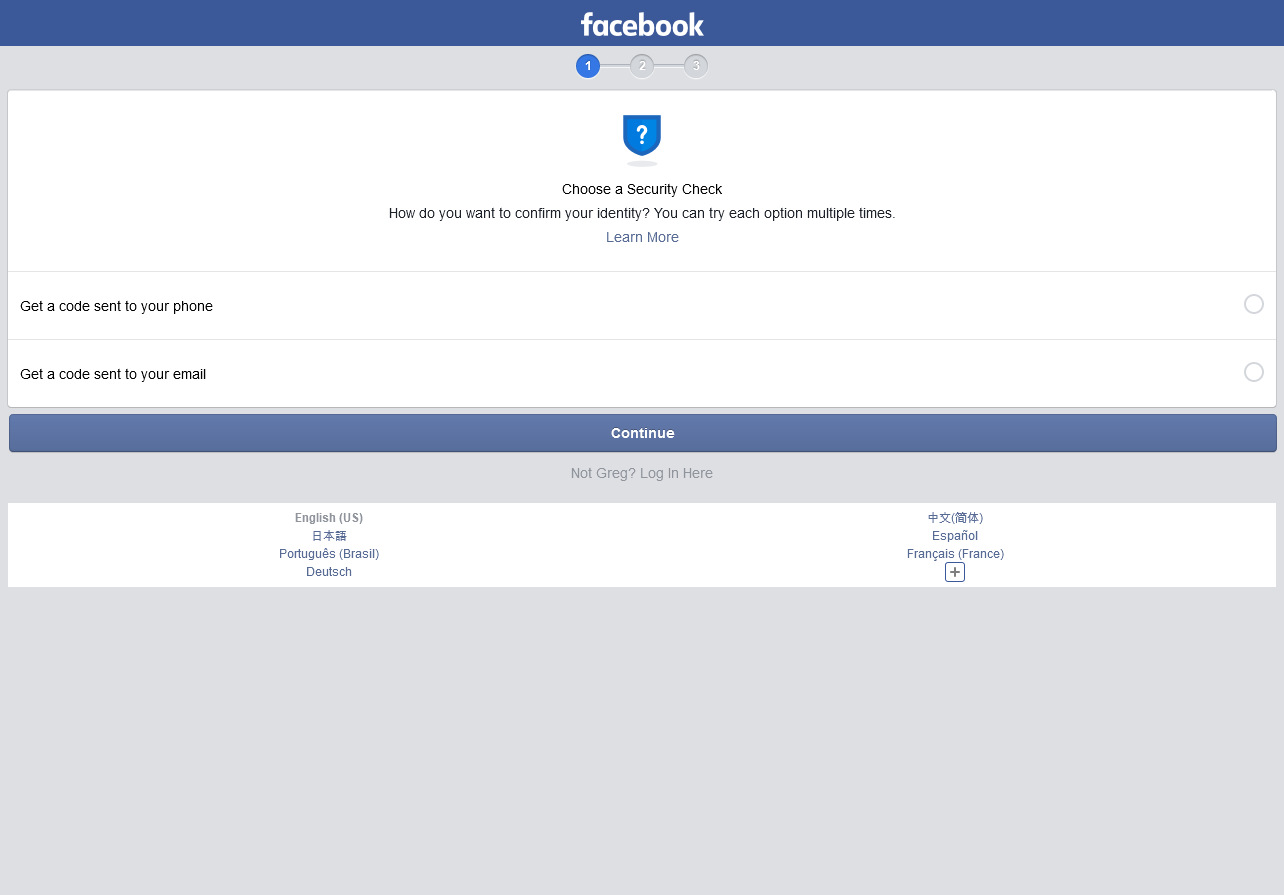 facebook
1 2 3
?
Choose a Security Check
How do you want to confirm your identity? You can try each option multiple times.
Learn More
Get a code sent to your phone
Get a code sent to your email
Continue
Not Greg? Log In Here
English (US)
日本語
Português (Brasil)
Deutsch
中文(简体)
Español
Français (France)
+